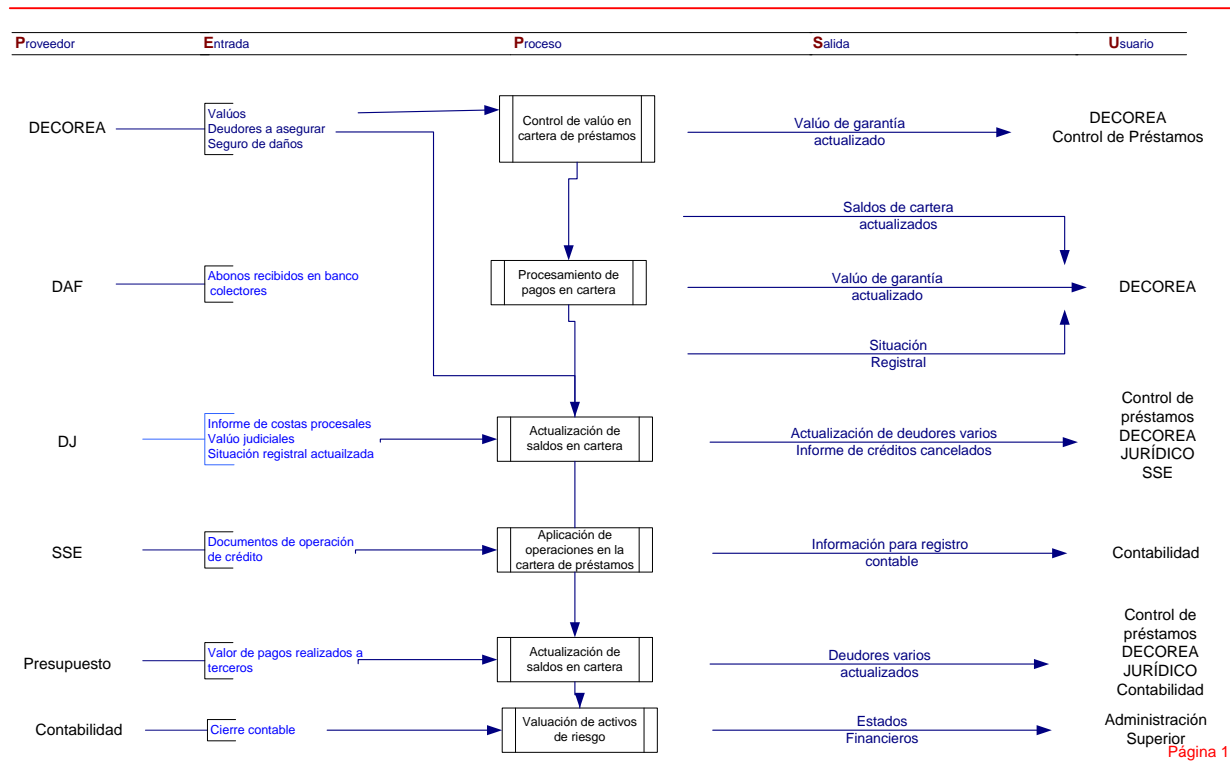 Proveedor
Entrada
Proceso
Salida
Usuario
DECOREA
Valúos
Deudores a asegurar
Seguro de daños
Control de valúo en
cartera de préstamos
Valúo de garantía
actualizado
DECOREA
Control de Préstamos
Saldos de cartera
actualizados
DAF
Abonos recibidos en banco
colectores
Procesamiento de
pagos en cartera
Valúo de garantía
actualizado
DECOREA
Situación
Registral
DJ
Informe de costas procesales
Valúo judiciales
Situación registral actuailzada
Actualización de
saldos en cartera
Actualización de deudores varios
Informe de créditos cancelados
Control de
préstamos
DECOREA
JURÍDICO
SSE
SSE
Documentos de operación
de crédito
Aplicación de
operaciones en la
cartera de préstamos
Información para registro
contable
Contabilidad
Presupuesto
Valor de pagos realizados a
terceros
Actualización de
saldos en cartera
Deudores varios
actualizados
Control de
préstamos
DECOREA
JURÍDICO
Contabilidad
Contabilidad
Cierre contable
Valuación de activos
de riesgo
Estados
Financieros
Administración
Superior
Página 1